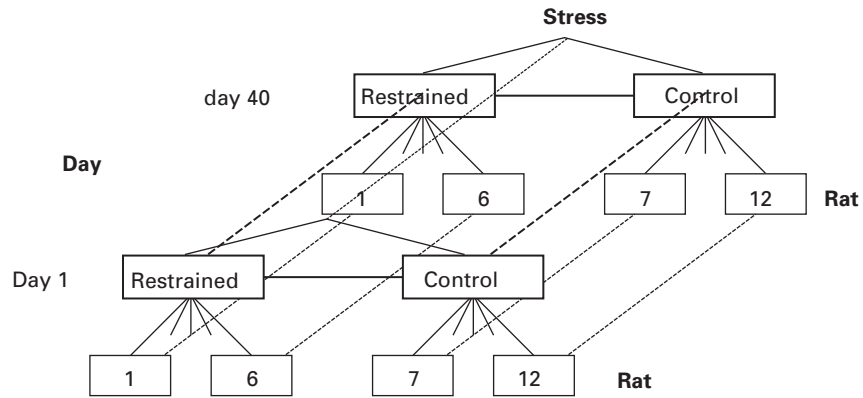 Stress
day 40
Restrained
Control
Day
1
6
7
12
Rat
Day 1
Restrained
Control
1
6
7
12
Rat